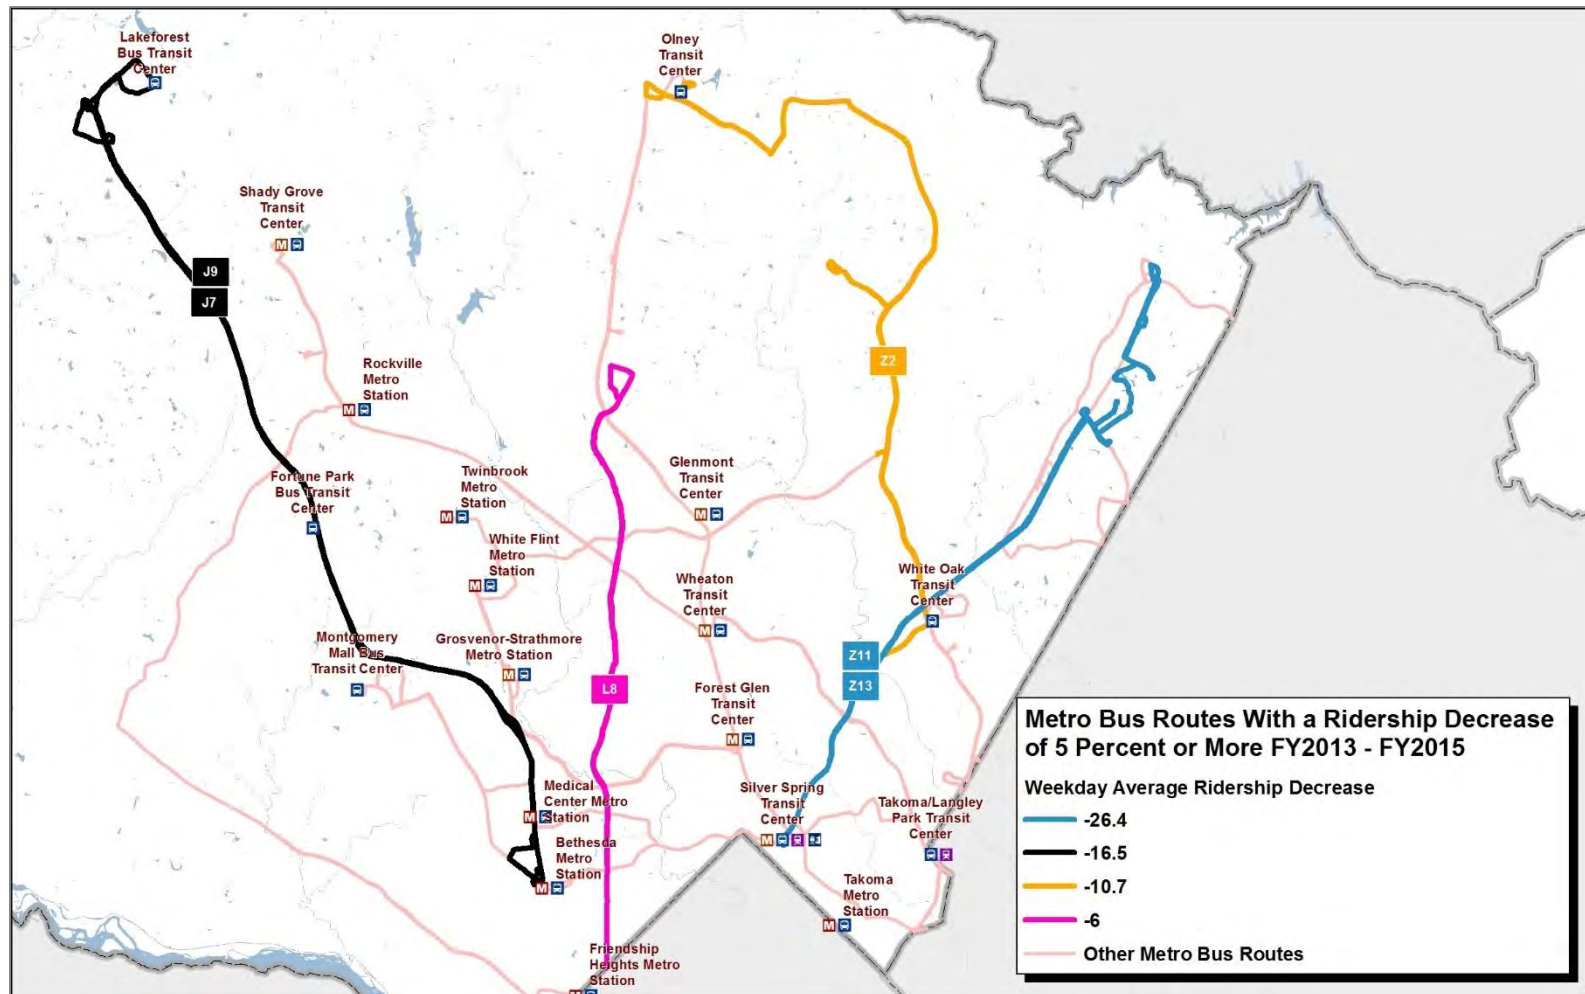 Lakeforest
Bus Transit
Center
Olney
Transit
Center
Shady Grove
Transit
Center
J9
J7
Rockville
Metro
Station
Z2
Fortune Park
Bus Transit
Center
Twinbrook
Metro
Station
Glenmont
Transit
Center
White Flint
Metro
Station
Wheaton
Transit
Center
White Oak
Transit
Center
Montgomery
Mall Bus
Transit Center
Grosvenor-Strathmore
Metro Station
L8
Forest Glen
Transit
Center
Z11
Z13
Medical
Center Metro
Station
Bethesda
Metro
Station
Silver Spring
Transit
Center
Takoma/Langley
Park Transit
Center
Takoma
Metro
Station
Friendship
Heights Metro
Station
M
M
M
M
M
M
M
M
M
M
M
M
M
Metro Bus Routes With a Ridership Decrease
of 5 Percent or More FY2013 - FY2015
Weekday Average Ridership Decrease
-26.4
-16.5
-10.7
-6
Other Metro Bus Routes